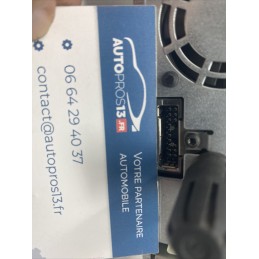 AUTOPROS13
.FR
VOTRE PARTENAIRE
AUTOMOBILE
06 64 29 40 37
contact@autopros13.fr